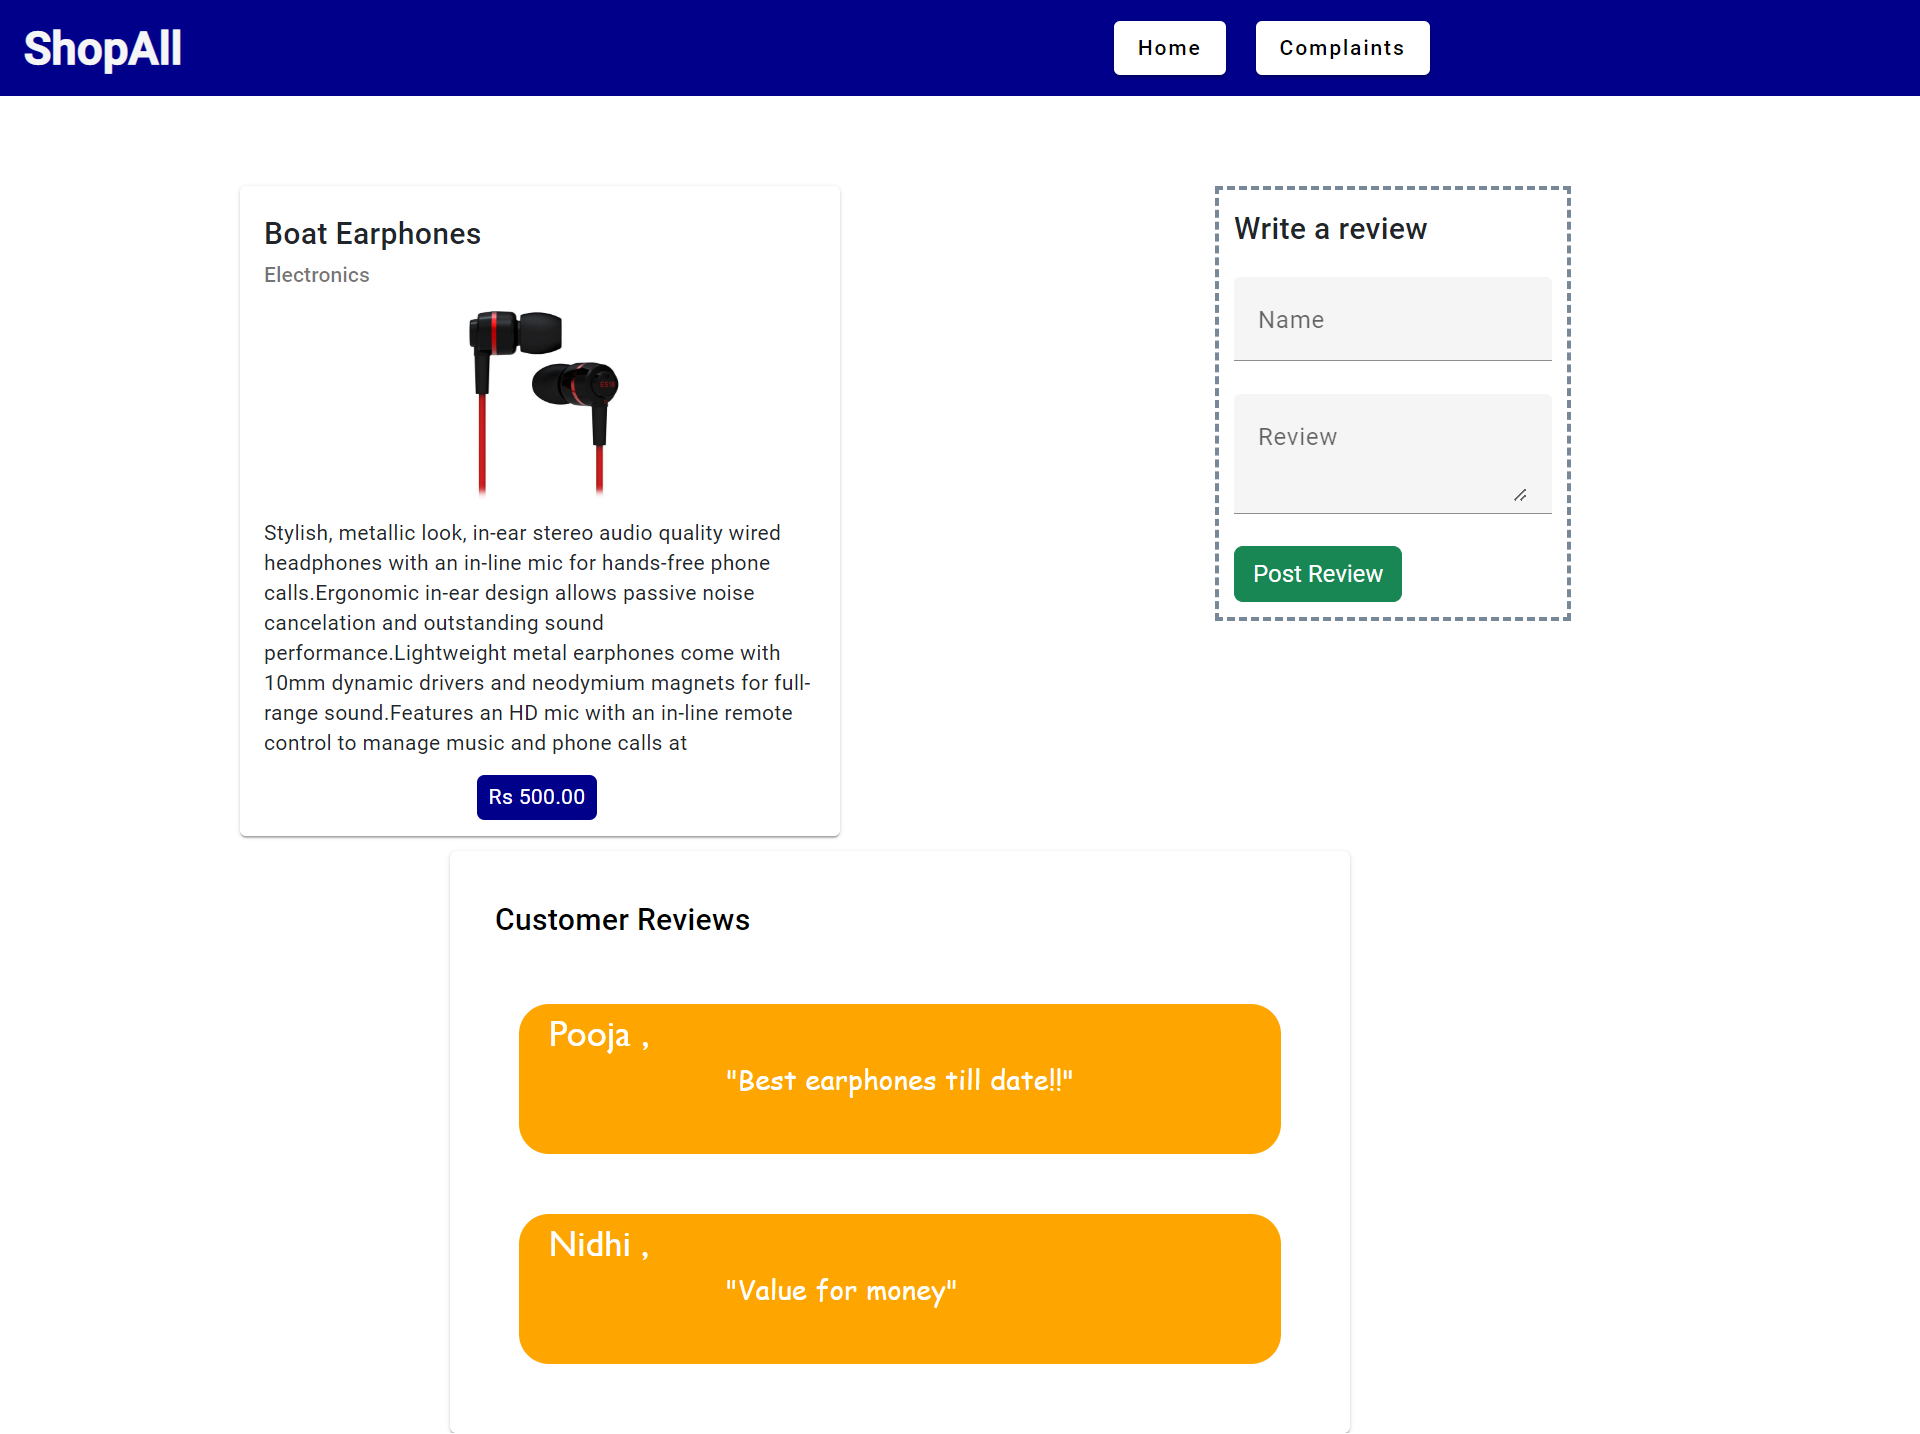 ShopAll
Home
Complaints
Boat Earphones
Electronics
Stylish, metallic look, in-ear stereo audio quality wired
headphones with an in-line mic for hands-free phone
calls.Ergonomic in-ear design allows passive noise
cancelation and outstanding sound
performance.Lightweight metal earphones come with
10mm dynamic drivers and neodymium magnets for full-
range sound.Features an HD mic with an in-line remote
control to manage music and phone calls at
Rs 500.00
Write a review
Name
Review
Post Review
Customer Reviews
Pooja ,
"Best earphones till date!!"
Nidhi ,
"Value for money"